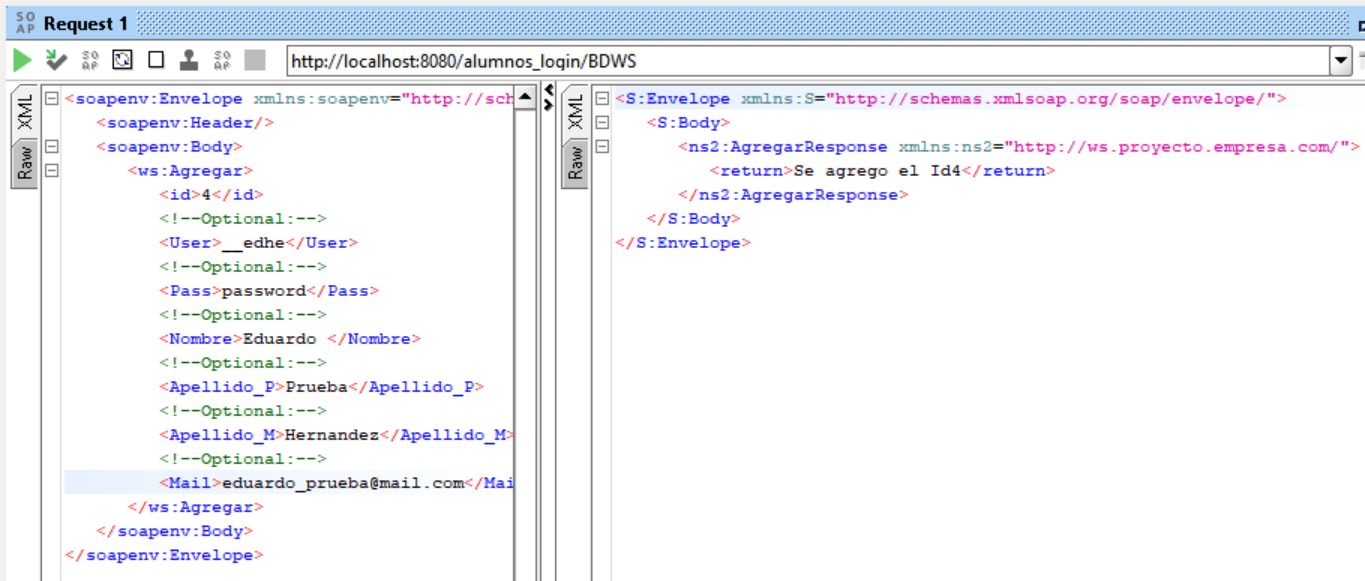 SOAP Request 1
http://localhost:8080/alumnos_login/BDWS
XML
Raw
<soapenv:Envelope xmlns:soapenv="http://sch
<soapenv:Header/>
<soapenv:Body>
<ws:Agregar>
<id>4</id>
<!--Optional:-->
<User>__edhe</User>
<!--Optional:-->
<Pass>password</Pass>
<!--Optional:-->
<Nombre>Eduardo </Nombre>
<!--Optional:-->
<Apellido_P>Prueba</Apellido_P>
<!--Optional:-->
<Apellido_M>Hernandez</Apellido_M>
<!--Optional:-->
<Mail>eduardo_prueba@mail.com</Mai
</ws:Agregar>
</soapenv:Body>
</soapenv:Envelope>
XML
Raw
<S:Envelope xmlns:S="http://schemas.xmlsoap.org/soap/envelope/">
<S:Body>
<ns2:AgregarResponse xmlns:ns2="http://ws.proyecto.empresa.com/">
<return>Se agrego el Id4</return>
</ns2:AgregarResponse>
</S:Body>
</S:Envelope>